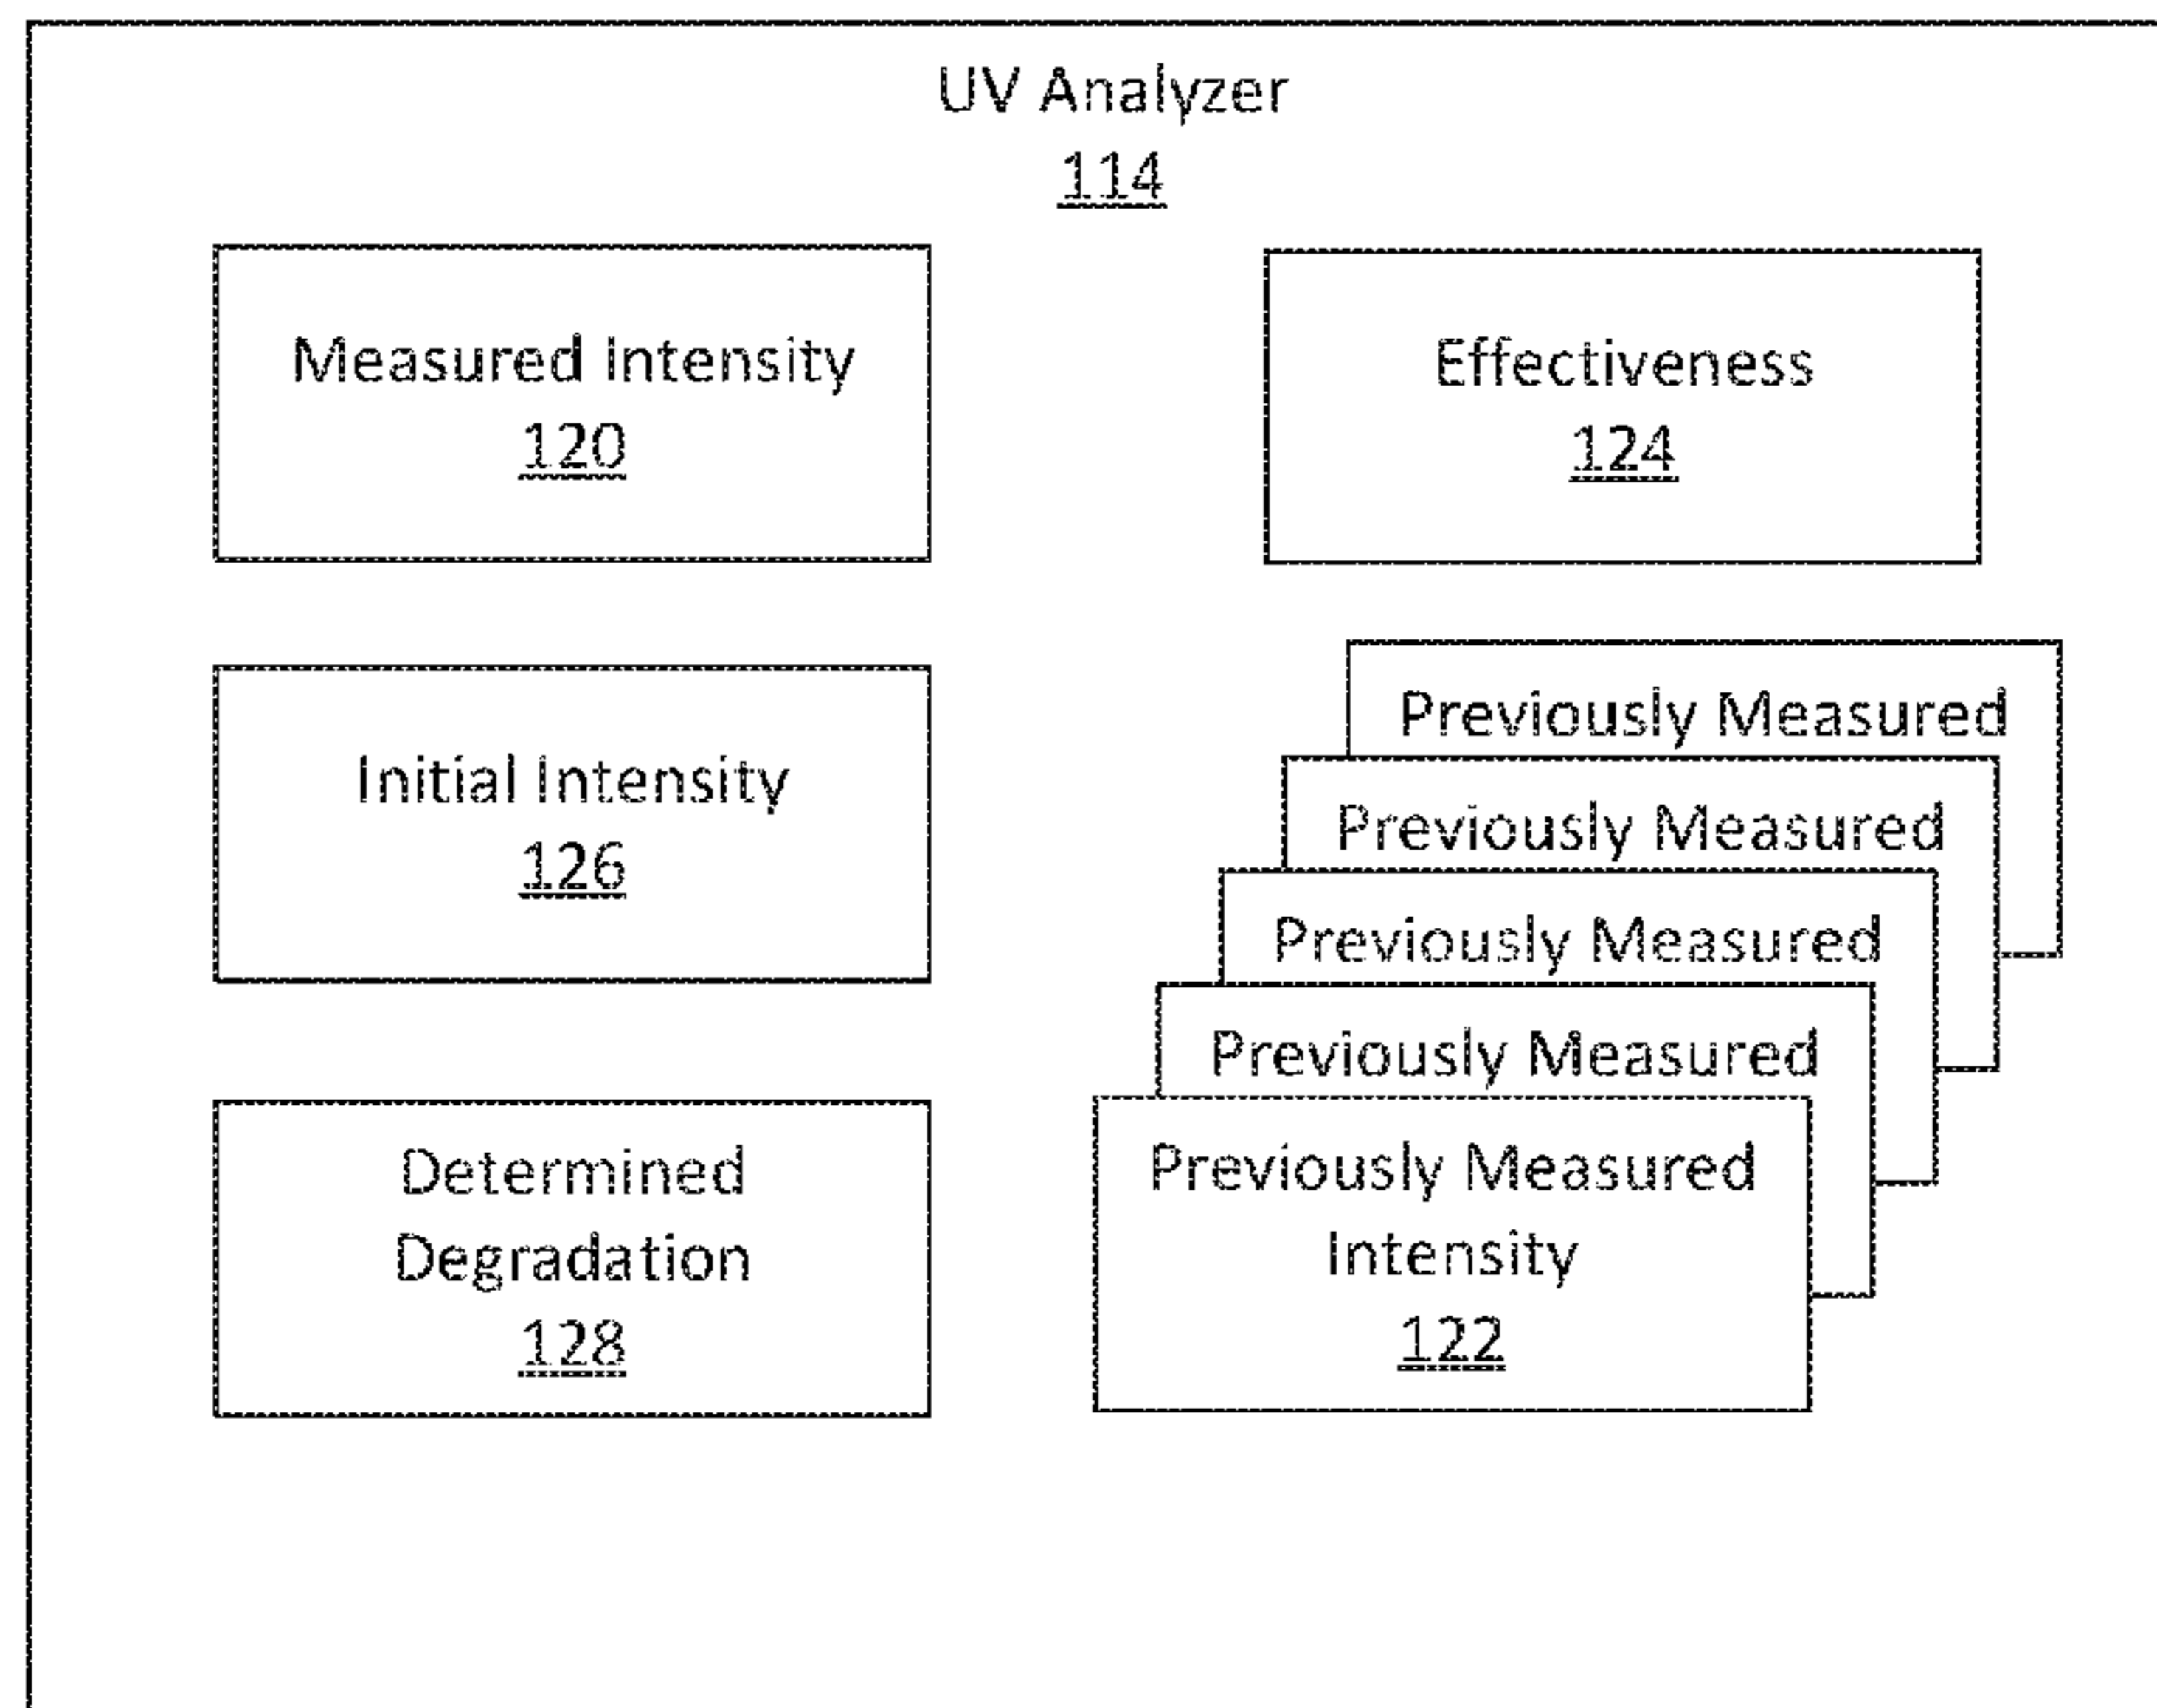 UV Analyzer
114
Measured Intensity
120
Effectiveness
124
Initial Intensity
126
Previously Measured
Previously Measured
Previously Measured
Previously Measured
Previously Measured
Intensity
122
Determined
Degradation
128